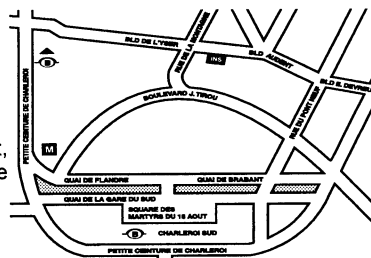 BLD DE L'YSER
RUE DE LA MONTAGNE
BLD AUDENT
INS
BLD E. DEVREU
B
BOULEVARD J. TIROU
PETITE CEINTURE DE CHARLEROI
RUE DU PONT NEUF
M
QUAI DE FLANDRE
QUAI DE BRABANT
QUAI DE LA GARE DU SUD
SQUARE DES
MARTYRS DU 18 AOUT
B CHARLEROI SUD
PETITE CEINTURE DE CHARLEROI